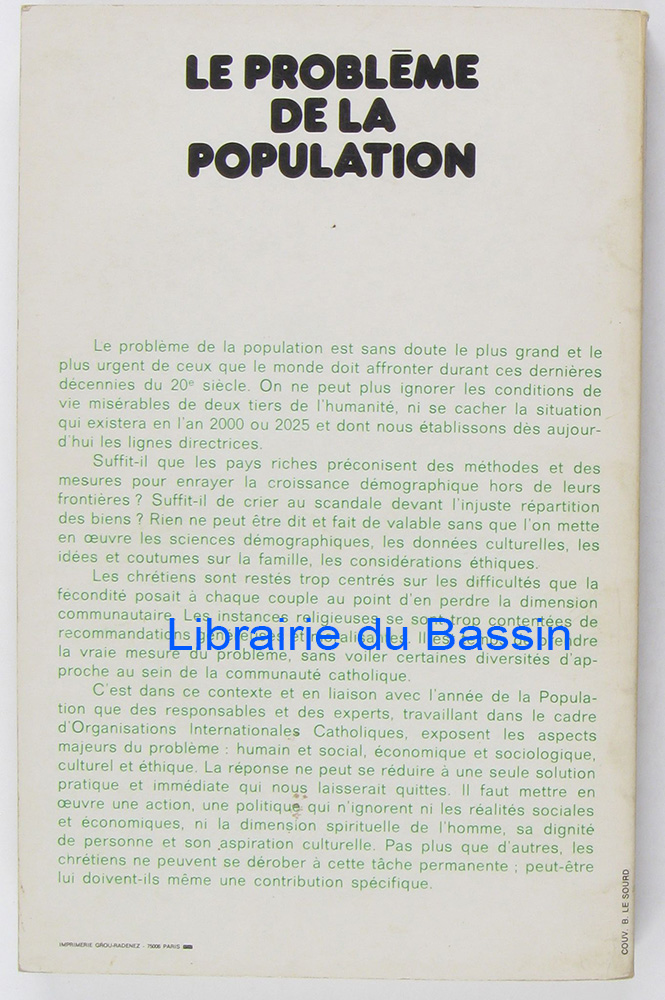 LE PROBLĒME
DE LA
POPULATION
Le problème de la population est sans doute le plus grand et le
plus urgent de ceux que le monde doit affronter durant ces dernières
décennies du 20e siècle. On ne peut plus ignorer les conditions de
vie misérables de deux tiers de l'humanité, ni se cacher la situation
qui existera en l'an 2000 ou 2025 et dont nous établissons dès aujour-
d'hui les lignes directrices.
Suffit-il que les pays riches préconisent des méthodes et des
mesures pour enrayer la croissance démographique hors de leurs
frontières ? Suffit-il de crier au scandale devant l'injuste répartition
des biens ? Rien ne peut être dit et fait de valable sans que l'on mette
en œuvre les sciences démographiques, les données culturelles, les
idées et coutumes sur la famille, les considérations éthiques.
Les chrétiens sont restés trop centrés sur les difficultés que la
fecondité posait à chaque couple au point d'en perdre la dimension
communautaire. Les instances religieuses se sont trop contentées de
recommandations
Librairie du Bassin
la vraie mesure du problème, sans voiler certaines diversités d'ap-
proche au sein de la communauté catholique.
C'est dans ce contexte et en liaison avec l'année de la Popula-
tion que des responsables et des experts, travaillant dans le cadre
d'Organisations Internationales Catholiques, exposent les aspects
majeurs du problème : humain et social, économique et sociologique,
culturel et éthique. La réponse ne peut se réduire à une seule solution
pratique et immédiate qui nous laisserait quittes. Il faut mettre en
œuvre une action, une politique qui n'ignorent ni les réalités sociales
et économiques, ni la dimension spirituelle de l'homme, sa dignité
de personne et son aspiration culturelle. Pas plus que d'autres, les
chrétiens ne peuvent se dérober à cette tâche permanente ; peut-être
lui doivent-ils même une contribution spécifique.
IMPRIMERIE GROU-RADENEZ - 75006 PARIS
COUV. B. LE SOURD